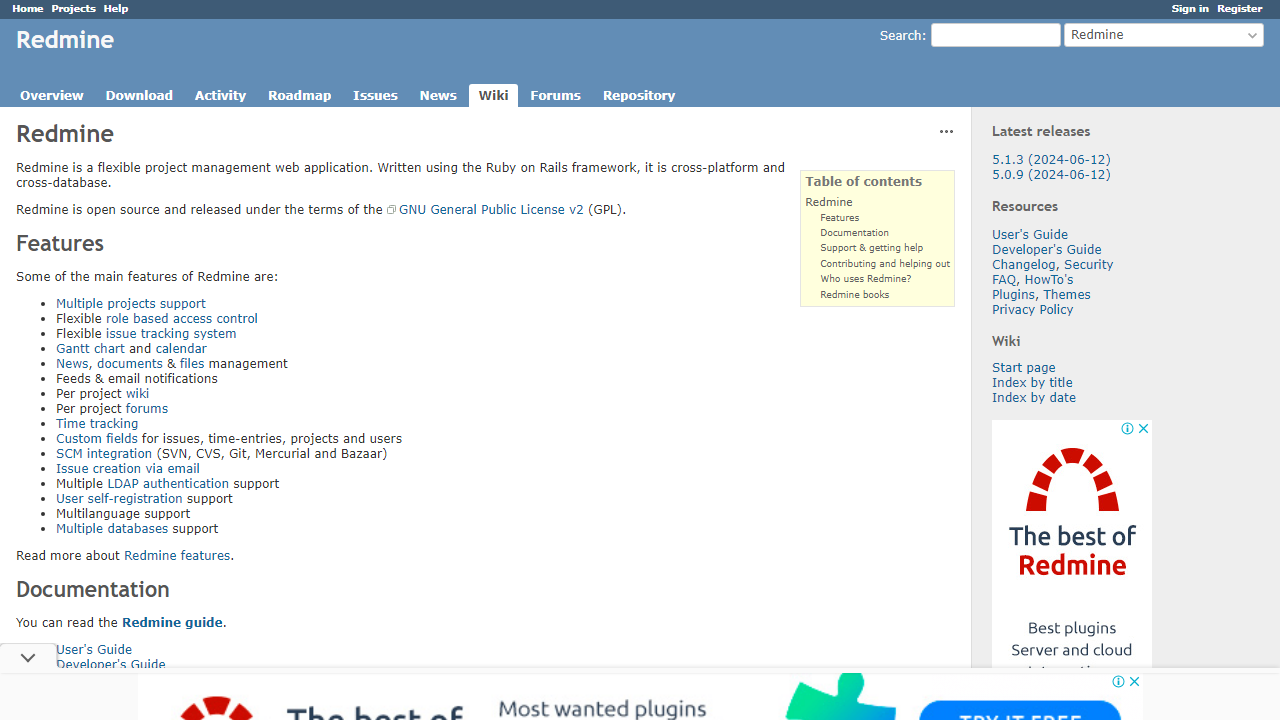 Home Projects Help
Sign in Register
Redmine
Search:
Redmine
Overview Download Activity Roadmap Issues News Wiki Forums Repository
Redmine
Redmine is a flexible project management web application. Written using the Ruby on Rails framework, it is cross-platform and
cross-database.
Redmine is open source and released under the terms of the GNU General Public License v2 (GPL).
Table of contents
Redmine
Features
Documentation
Support & getting help
Contributing and helping out
Who uses Redmine?
Redmine books
Features
Some of the main features of Redmine are:
Multiple projects support
Flexible role based access control
Flexible issue tracking system
Gantt chart and calendar
News, documents & files management
Feeds & email notifications
Per project wiki
Per project forums
Time tracking
Custom fields for issues, time-entries, projects and users
SCM integration (SVN, CVS, Git, Mercurial and Bazaar)
Issue creation via email
Multiple LDAP authentication support
User self-registration support
Multilanguage support
Multiple databases support
Read more about Redmine features.
Documentation
You can read the Redmine guide.
User's Guide
Developer's Guide
Latest releases
5.1.3 (2024-06-12)
5.0.9 (2024-06-12)
Resources
User's Guide
Developer's Guide
Changelog, Security
FAQ, HowTo's
Plugins, Themes
Privacy Policy
Wiki
Start page
Index by title
Index by date
The best of
Redmine
Best plugins
Server and cloud
The best of
Most wanted plugins
TRY IT FREE